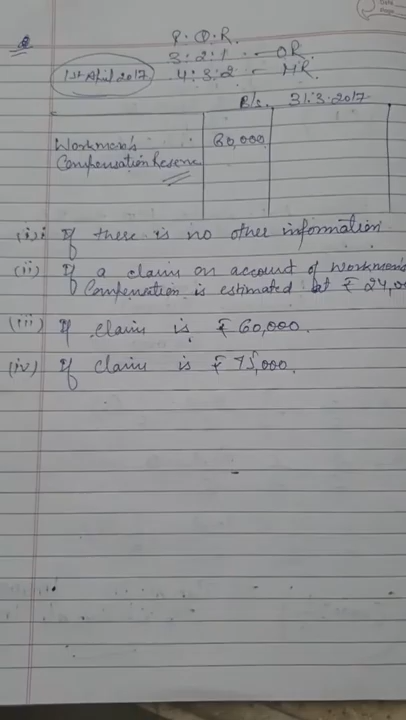 Q
P. Q. R.
3 : 2 : 1 -- OR.
1st April 2017 4 : 3 : 2 - NR.
B/s. 31.3.2017.
Workmen's 60,000
Compensation Reserve
(i) If there is no other information
(ii) If a claim on account of workmen's
Compensation is estimated at ₹ 24,0
(iii) If claim is ₹ 60,000.
(iv) If claim is ₹ 75,000.